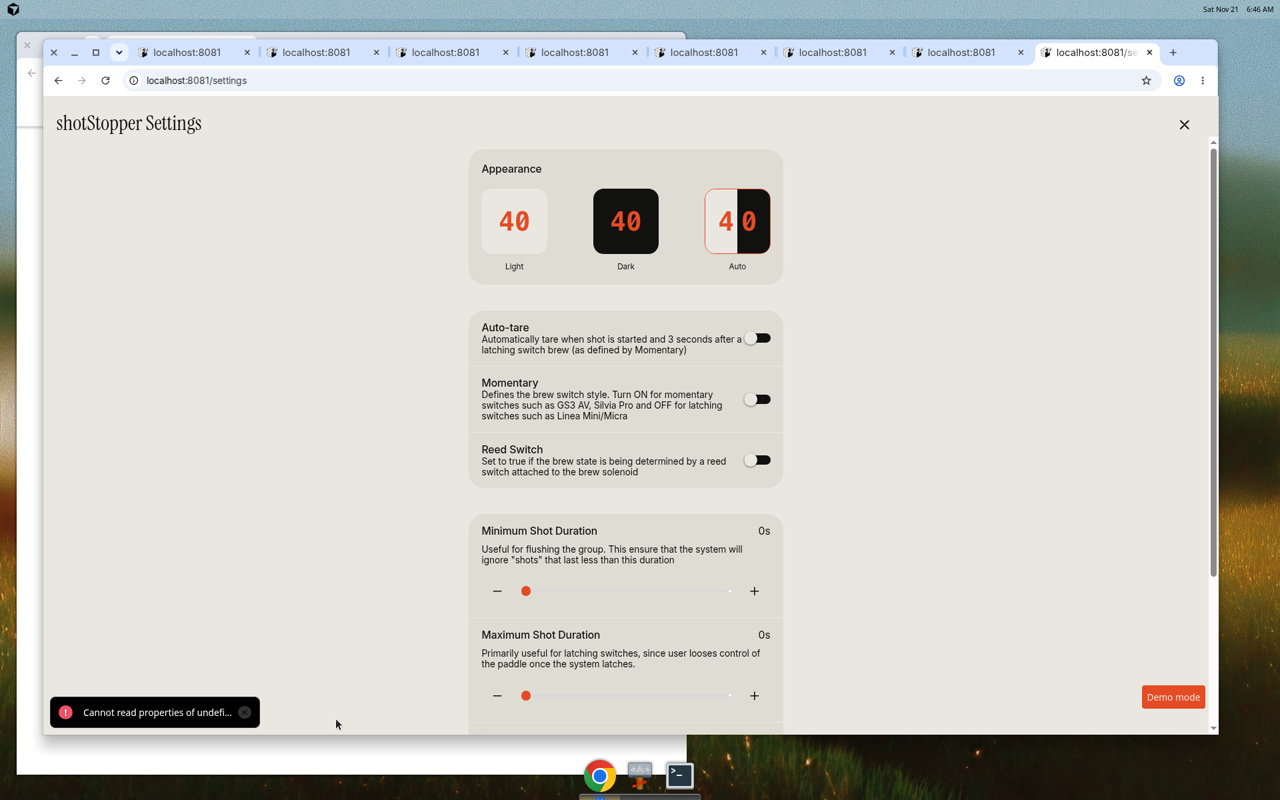 Sat Nov 21 6:46 AM
localhost:8081
localhost:8081
localhost:8081
localhost:8081
localhost:8081
localhost:8081
localhost:8081
localhost:8081/se
localhost:8081/settings
shotStopper Settings
Appearance
40
40
40
Light
Dark
Auto
Auto-tare
Automatically tare when shot is started and 3 seconds after a
latching switch brew (as defined by Momentary)
Momentary
Defines the brew switch style. Turn ON for momentary
switches such as GS3 AV, Silvia Pro and OFF for latching
switches such as Linea Mini/Micra
Reed Switch
Set to true if the brew state is being determined by a reed
switch attached to the brew solenoid
Minimum Shot Duration 0s
Useful for flushing the group. This ensure that the system will
ignore "shots" that last less than this duration
Maximum Shot Duration 0s
Primarily useful for latching switches, since user looses control of
the paddle once the system latches.
Demo mode
Cannot read properties of undefi...